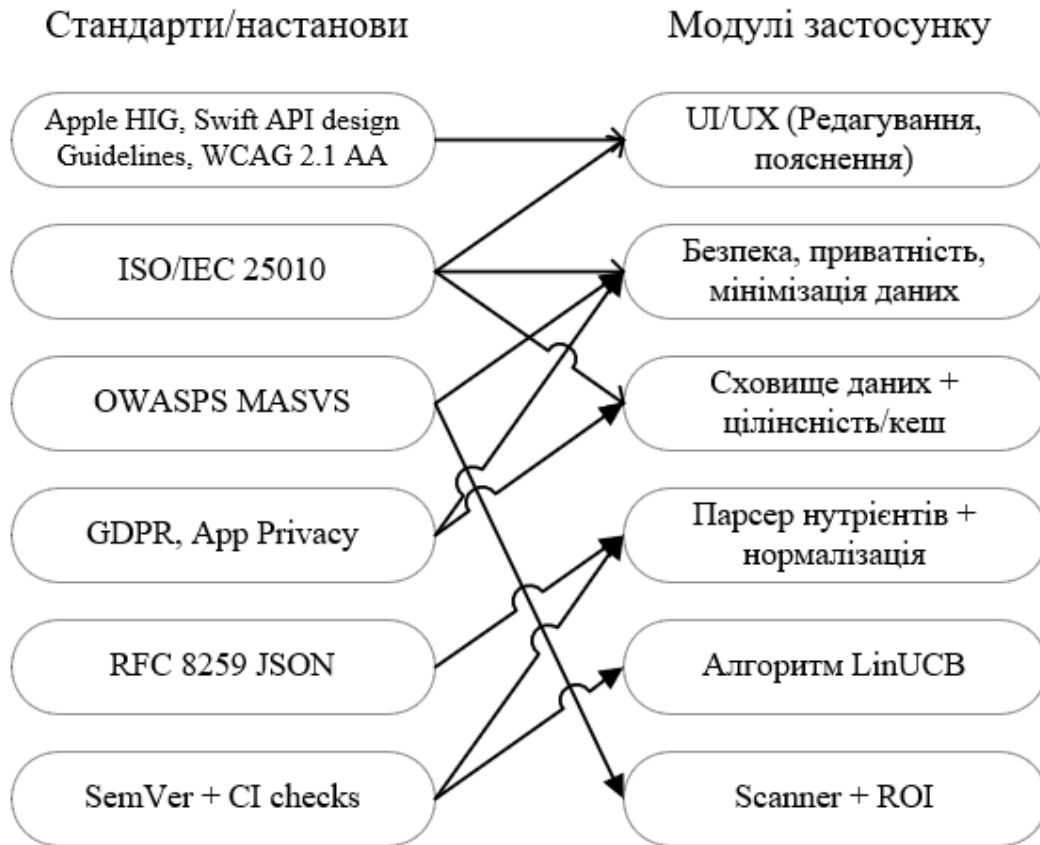 Стандарти/настанови
Модулі застосунку
Apple HIG, Swift API design
Guidelines, WCAG 2.1 AA
UI/UX (Редагування,
пояснення)
ISO/IEC 25010
Безпека, приватність,
мінімізація даних
OWASPS MASVS
Сховище даних +
цілінсність/кеш
GDPR, App Privacy
Парсер нутрієнтів +
нормалізація
RFC 8259 JSON
Алгоритм LinUCB
SemVer + CI checks
Scanner + ROI